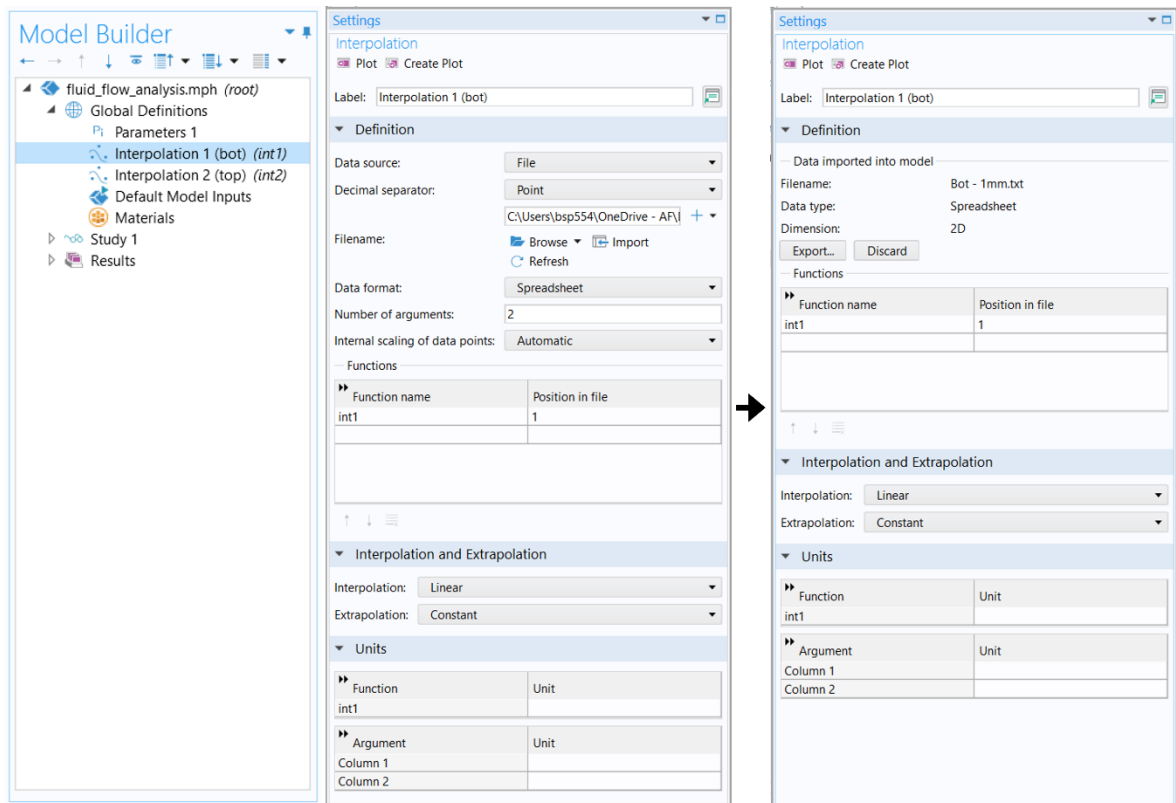 Model Builder
fluid_flow_analysis.mph (root)
Global Definitions
Pi Parameters 1
Interpolation 1 (bot) (int1)
Interpolation 2 (top) (int2)
Default Model Inputs
Materials
Study 1
Results
Settings
Interpolation
Plot Create Plot
Label: Interpolation 1 (bot)
Definition
Data source: File
Decimal separator: Point
C:\Users\bsp554\OneDrive - AF\
Filename: Browse Import
Refresh
Data format: Spreadsheet
Number of arguments: 2
Internal scaling of data points: Automatic
Functions
Function name Position in file
int1 1
Interpolation and Extrapolation
Interpolation: Linear
Extrapolation: Constant
Units
Function Unit
int1
Argument Unit
Column 1
Column 2
Settings
Interpolation
Plot Create Plot
Label: Interpolation 1 (bot)
Definition
Data imported into model
Filename: Bot - 1mm.txt
Data type: Spreadsheet
Dimension: 2D
Export... Discard
Functions
Function name Position in file
int1 1
Interpolation and Extrapolation
Interpolation: Linear
Extrapolation: Constant
Units
Function Unit
int1
Argument Unit
Column 1
Column 2